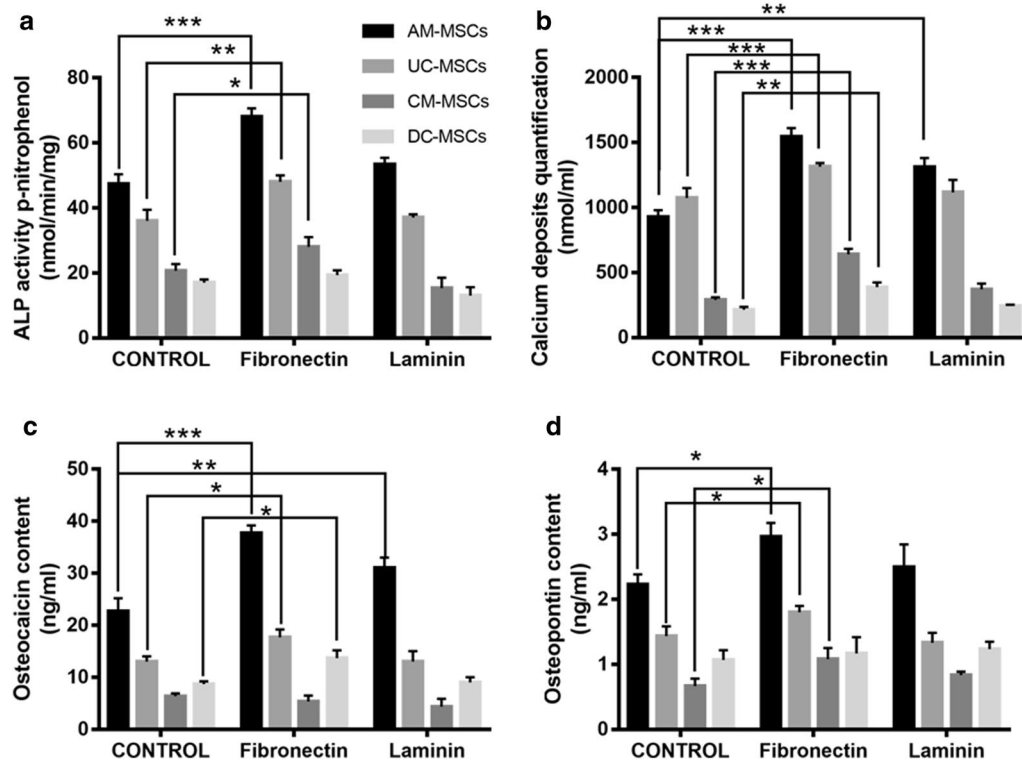 a
***
**
*
AM-MSCs
UC-MSCs
CM-MSCs
DC-MSCs
ALP activity p-nitrophenol
(nmol/min/mg)
80
60
40
20
0
CONTROL Fibronectin Laminin
b
**
***
***
***
**
Calcium deposits quantification
(nmol/ml)
2000
1500
1000
500
0
CONTROL Fibronectin Laminin
c
***
**
*
*
Osteocaicin content
(ng/ml)
50
40
30
20
10
0
CONTROL Fibronectin Laminin
d
*
*
*
Osteopontin content
(ng/ml)
4
3
2
1
0
CONTROL Fibronectin Laminin